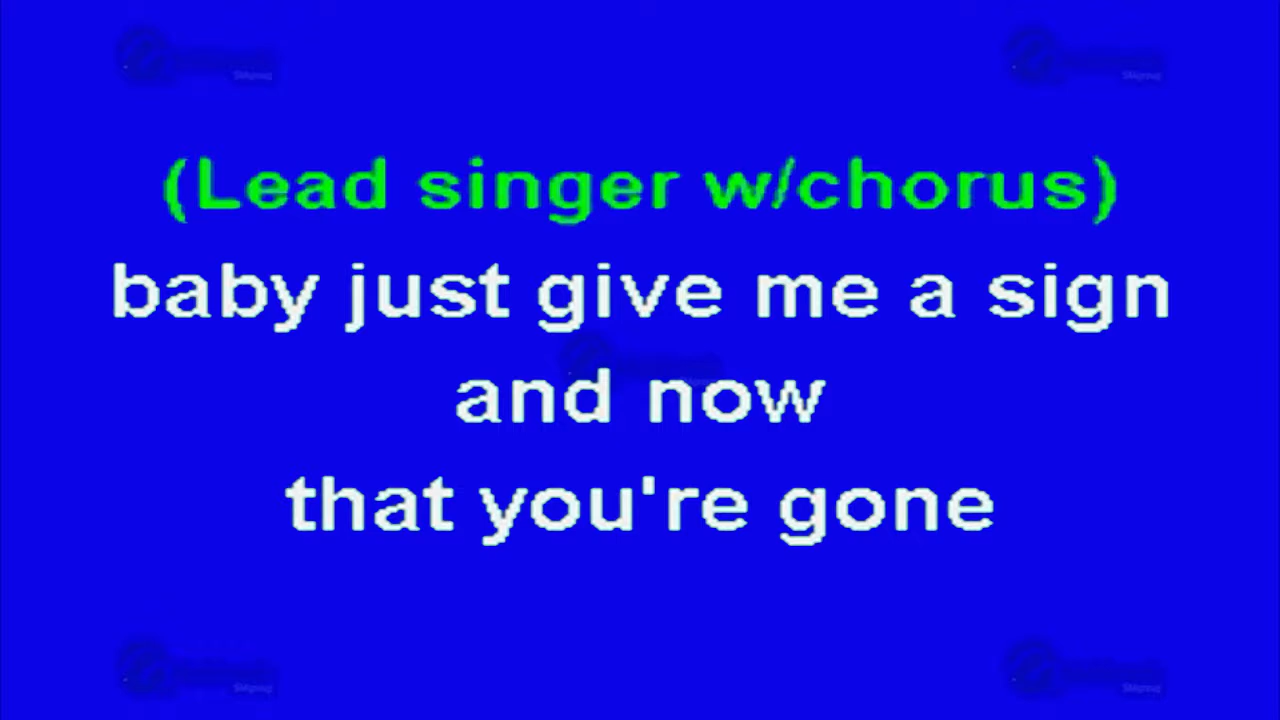 (Lead singer w/chorus)
baby just give me a sign
and now
that you're gone